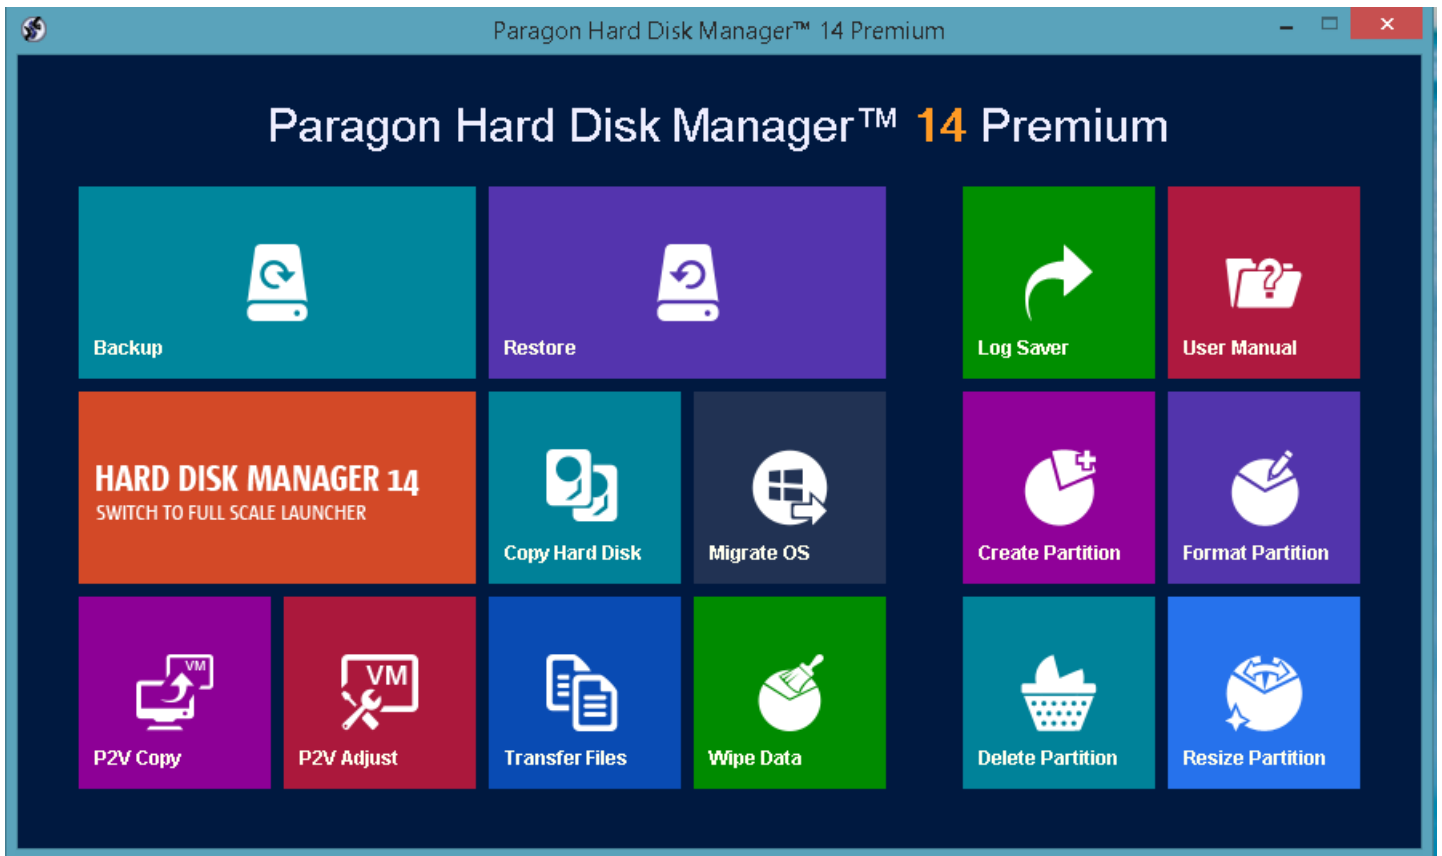 Paragon Hard Disk Manager™ 14 Premium
Paragon Hard Disk Manager™ 14 Premium
Backup
Restore
Log Saver
User Manual
HARD DISK MANAGER 14
SWITCH TO FULL SCALE LAUNCHER
Copy Hard Disk
Migrate OS
Create Partition
Format Partition
VM
P2V Copy
VM
P2V Adjust
Transfer Files
Wipe Data
Delete Partition
Resize Partition